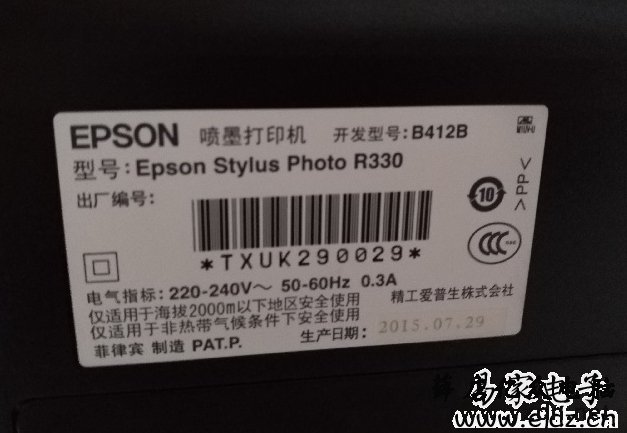 EPSON 喷墨打印机 开发型号: B412B
型号: Epson Stylus Photo R330
出厂编号:
*TXUK290029*
10
>PP<
CCC
电气指标: 220-240V～ 50-60Hz 0.3A
仅适用于海拔2000m以下地区安全使用
仅适用于非热带气候条件下安全使用
精工爱普生株式会社
生产日期: 2015.07.29
菲律宾 制造 PAT.P.
易家电子
www.ejdz.cn